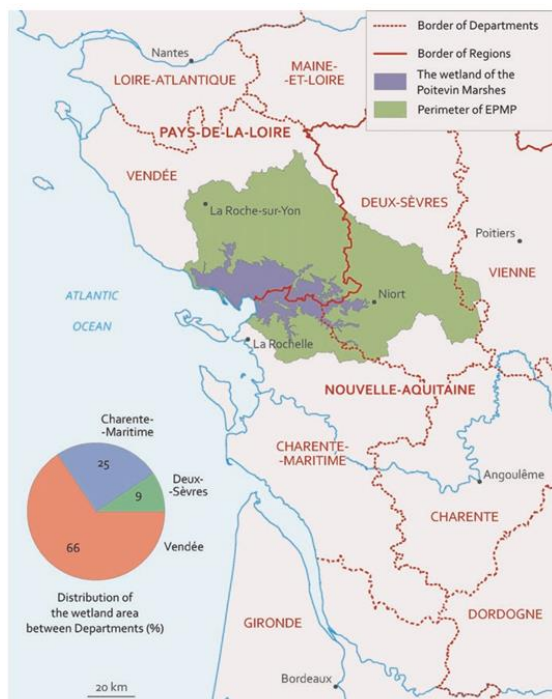 Border of Departments
Border of Regions
The wetland of the
Poitevin Marshes
Perimeter of EPMP
Nantes
LOIRE-ATLANTIQUE
MAINE-
ET-LOIRE
PAYS-DE-LA-LOIRE
VENDÉE
DEUX-SÈVRES
La Roche-sur-Yon
Poitiers
VIENNE
ATLANTIC
OCEAN
Niort
La Rochelle
NOUVELLE-AQUITAINE
CHARENTE-
-MARITIME
Angoulême
CHARENTE
DORDOGNE
GIRONDE
Bordeaux
Charente-
-Maritime
25
Deux-
-Sèvres
9
66
Vendée
Distribution of
the wetland area
between Departments (%)
20 km